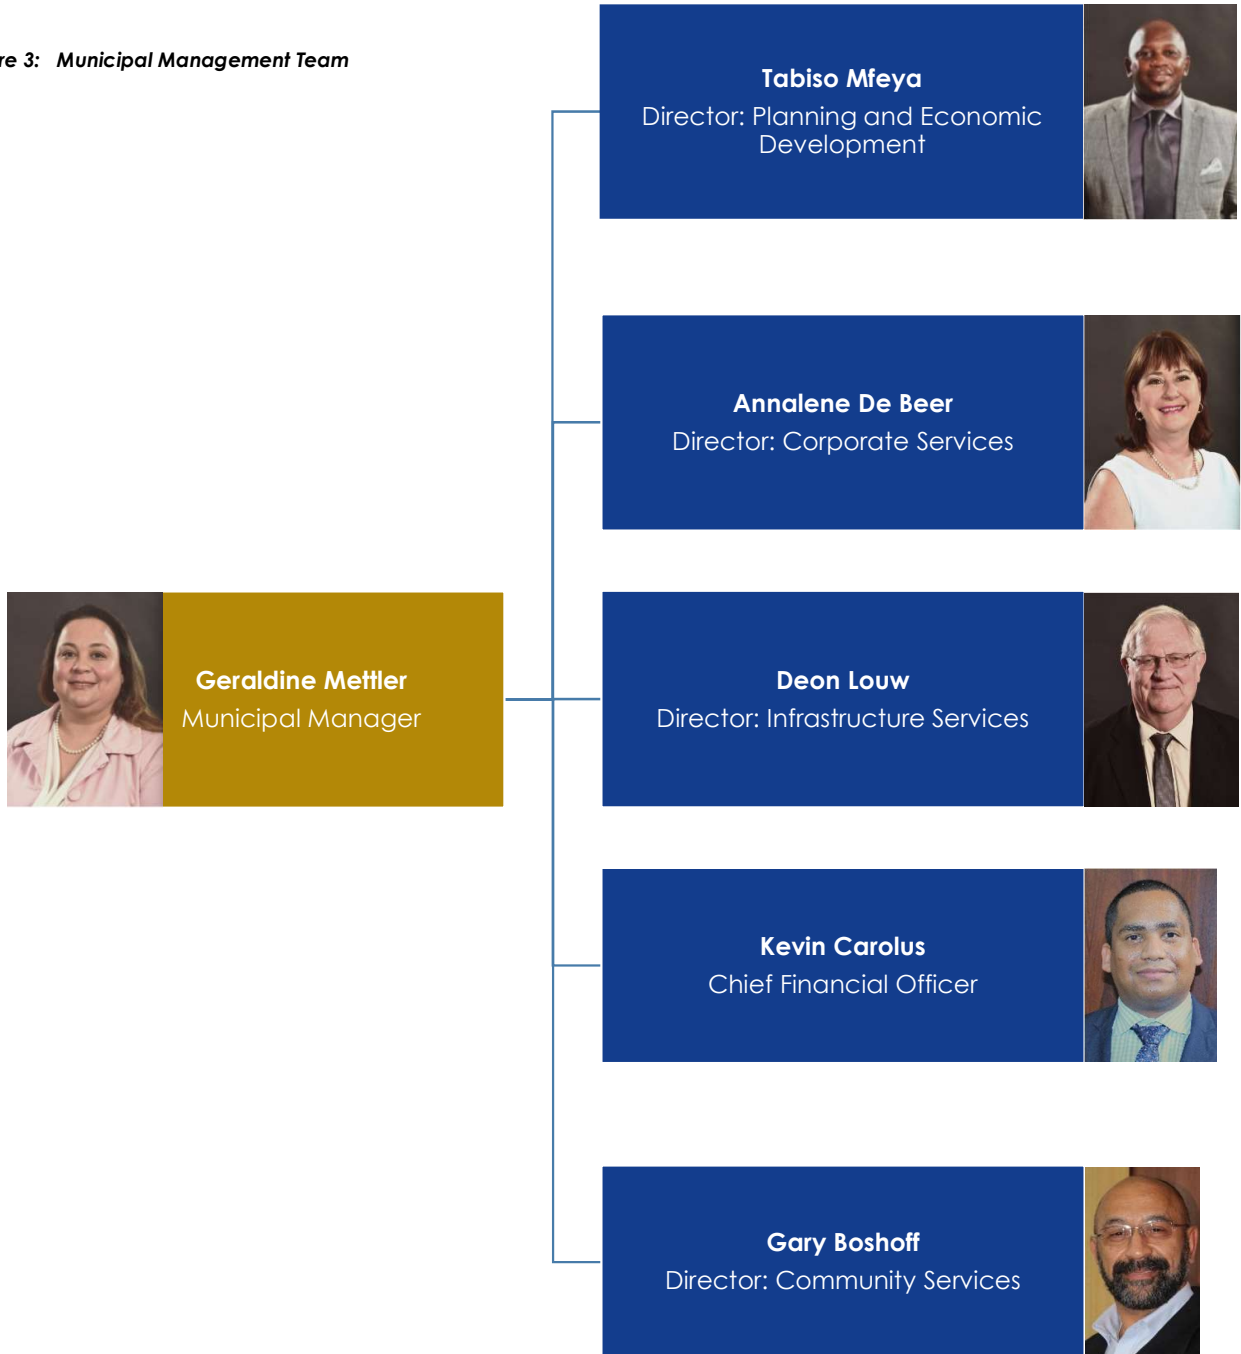 re 3: Municipal Management Team
Tabiso Mfeya
Director: Planning and Economic
Development
Annalene De Beer
Director: Corporate Services
Geraldine Mettler
Municipal Manager
Deon Louw
Director: Infrastructure Services
Kevin Carolus
Chief Financial Officer
Gary Boshoff
Director: Community Services